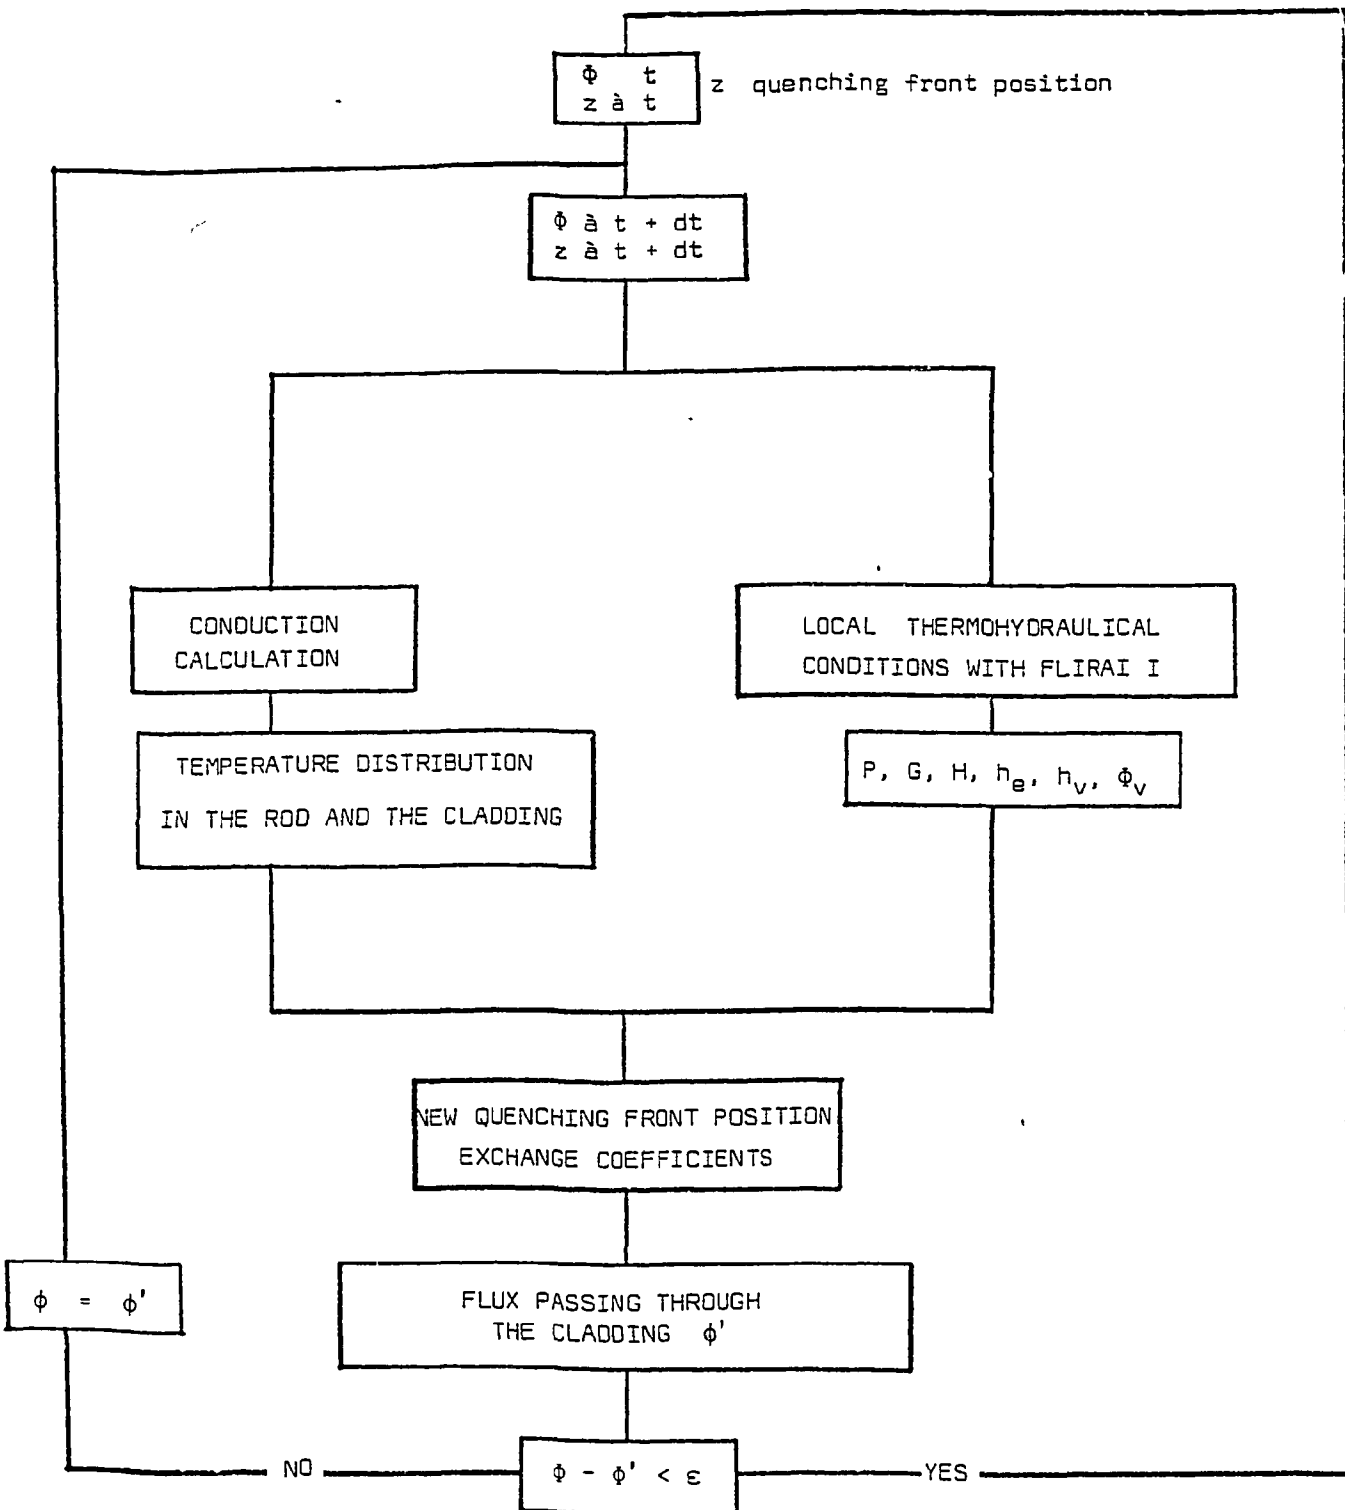 Φ t
z à t
z quenching front position
Φ à t + dt
z à t + dt
CONDUCTION
CALCULATION
LOCAL THERMOHYDRAULICAL
CONDITIONS WITH FLIRAI I
TEMPERATURE DISTRIBUTION
IN THE ROD AND THE CLADDING
P, G, H, hₑ, hᵥ, Φᵥ
NEW QUENCHING FRONT POSITION
EXCHANGE COEFFICIENTS
ϕ = ϕ'
FLUX PASSING THROUGH
THE CLADDING ϕ'
NO
Φ - ϕ' < ε
YES